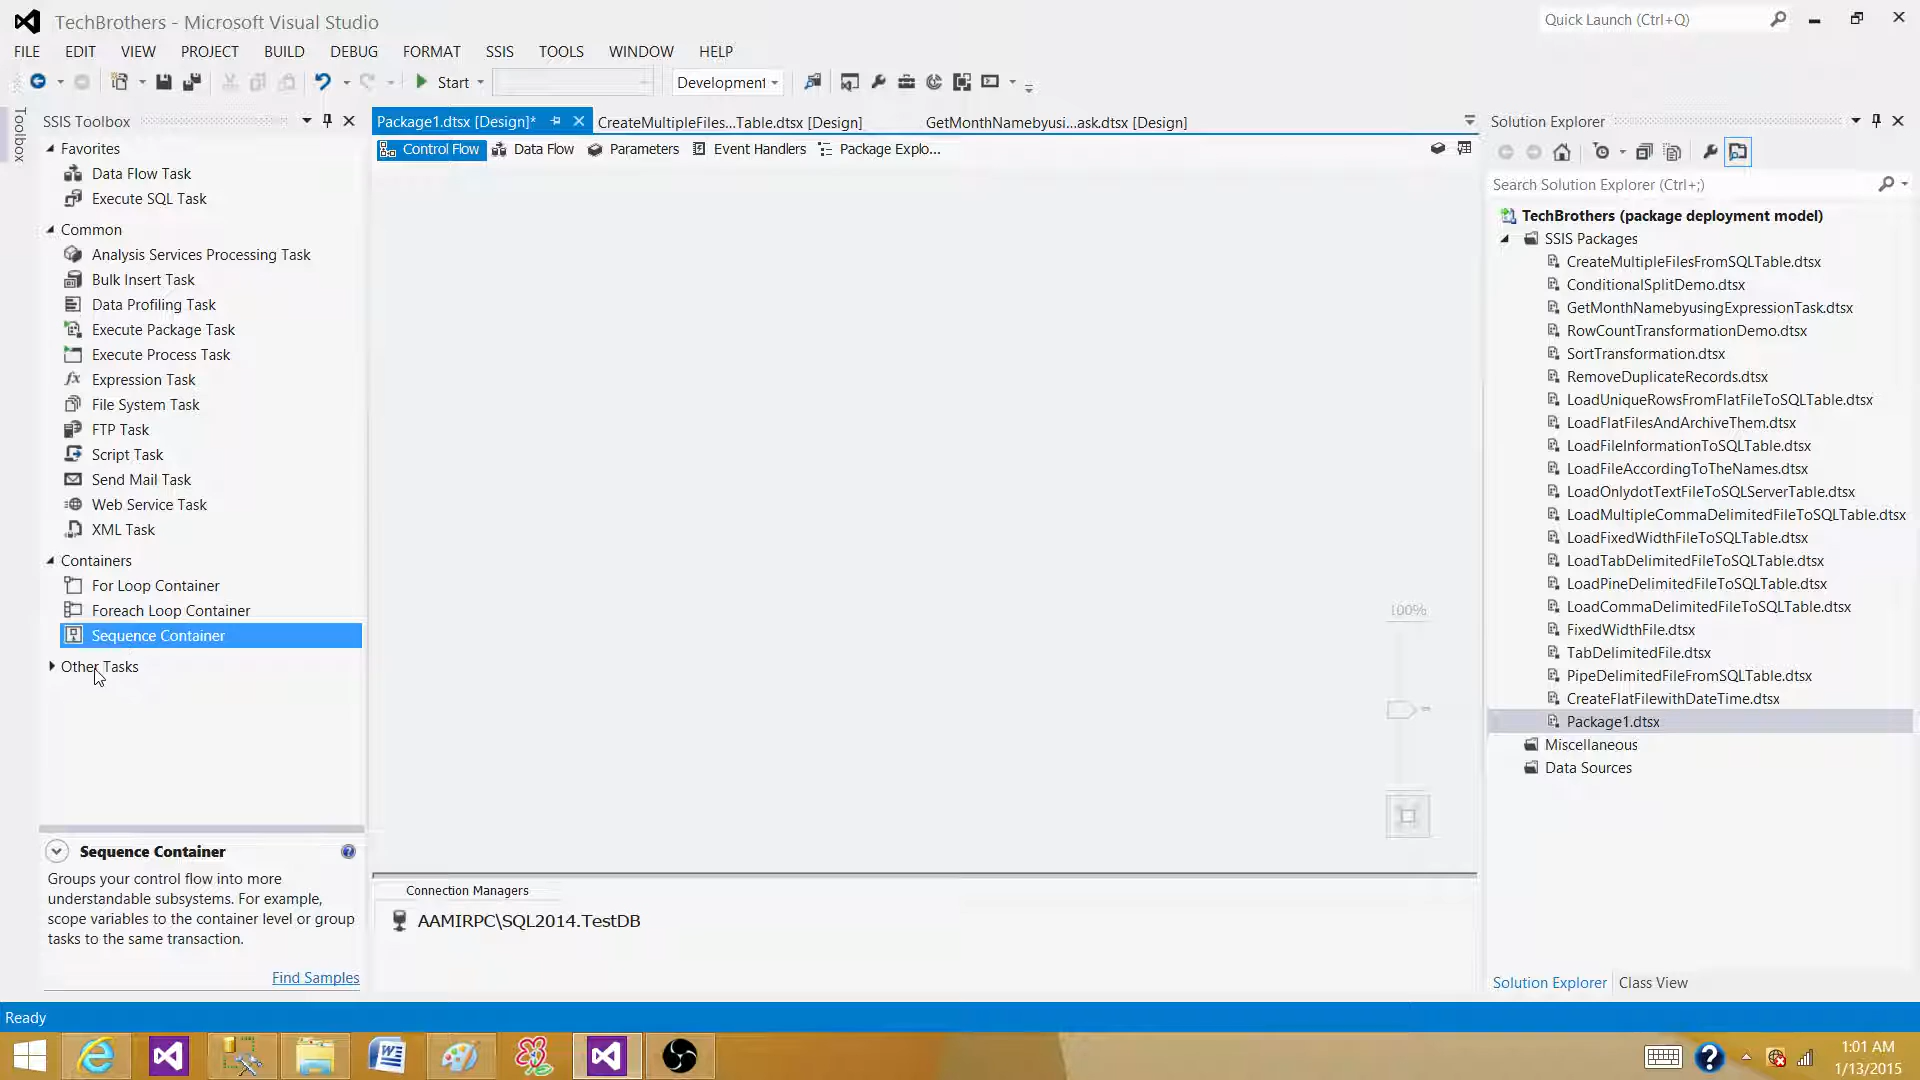 TechBrothers - Microsoft Visual Studio
Quick Launch (Ctrl+Q)
FILE EDIT VIEW PROJECT BUILD DEBUG FORMAT SSIS TOOLS WINDOW HELP
Start
Development
Toolbox
SSIS Toolbox
Favorites
Data Flow Task
Execute SQL Task
Common
Analysis Services Processing Task
Bulk Insert Task
Data Profiling Task
Execute Package Task
Execute Process Task
Expression Task
File System Task
FTP Task
Script Task
Send Mail Task
Web Service Task
XML Task
Containers
For Loop Container
Foreach Loop Container
Sequence Container
Other Tasks
Sequence Container
Groups your control flow into more
understandable subsystems. For example,
scope variables to the container level or group
tasks to the same transaction.
Find Samples
Package1.dtsx [Design]* CreateMultipleFiles...Table.dtsx [Design] GetMonthNamebyusi...ask.dtsx [Design]
Control Flow Data Flow Parameters Event Handlers Package Explo...
100%
Connection Managers
AAMIRPC\SQL2014.TestDB
Solution Explorer
Search Solution Explorer (Ctrl+;)
TechBrothers (package deployment model)
SSIS Packages
CreateMultipleFilesFromSQLTable.dtsx
ConditionalSplitDemo.dtsx
GetMonthNamebyusingExpressionTask.dtsx
RowCountTransformationDemo.dtsx
SortTransformation.dtsx
RemoveDuplicateRecords.dtsx
LoadUniqueRowsFromFlatFileToSQLTable.dtsx
LoadFlatFilesAndArchiveThem.dtsx
LoadFileInformationToSQLTable.dtsx
LoadFileAccordingToTheNames.dtsx
LoadOnlydotTextFileToSQLServerTable.dtsx
LoadMultipleCommaDelimitedFileToSQLTable.dtsx
LoadFixedWidthFileToSQLTable.dtsx
LoadTabDelimitedFileToSQLTable.dtsx
LoadPineDelimitedFileToSQLTable.dtsx
LoadCommaDelimitedFileToSQLTable.dtsx
FixedWidthFile.dtsx
TabDelimitedFile.dtsx
PipeDelimitedFileFromSQLTable.dtsx
CreateFlatFilewithDateTime.dtsx
Package1.dtsx
Miscellaneous
Data Sources
Solution Explorer Class View
Ready
1:01 AM
1/13/2015